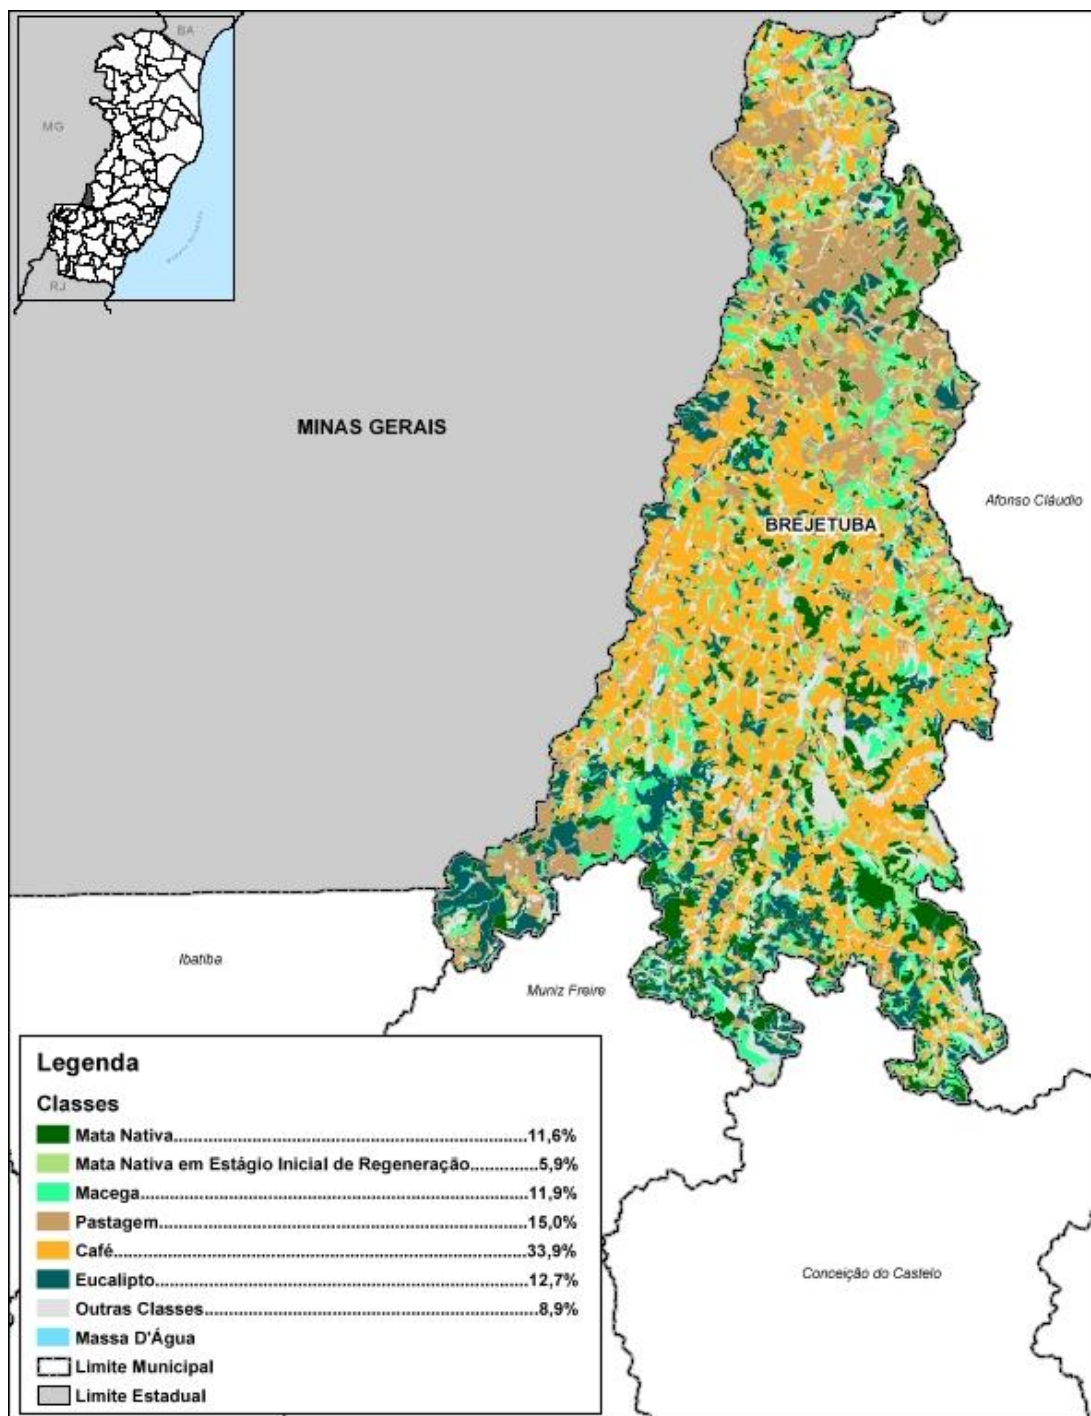 BA
MG
RJ
MINAS GERAIS
Afonso Cláudio
BREJETUBA
Ibatiba
Muniz Freire
Conceição do Castelo
Legenda
Classes
Mata Nativa........................................................................11,6%
Mata Nativa em Estágio Inicial de Regeneração..............5,9%
Macega..............................................................................11,9%
Pastagem...........................................................................15,0%
Café....................................................................................33,9%
Eucalipto............................................................................12,7%
Outras Classes...................................................................8,9%
Massa D'Água
Limite Municipal
Limite Estadual